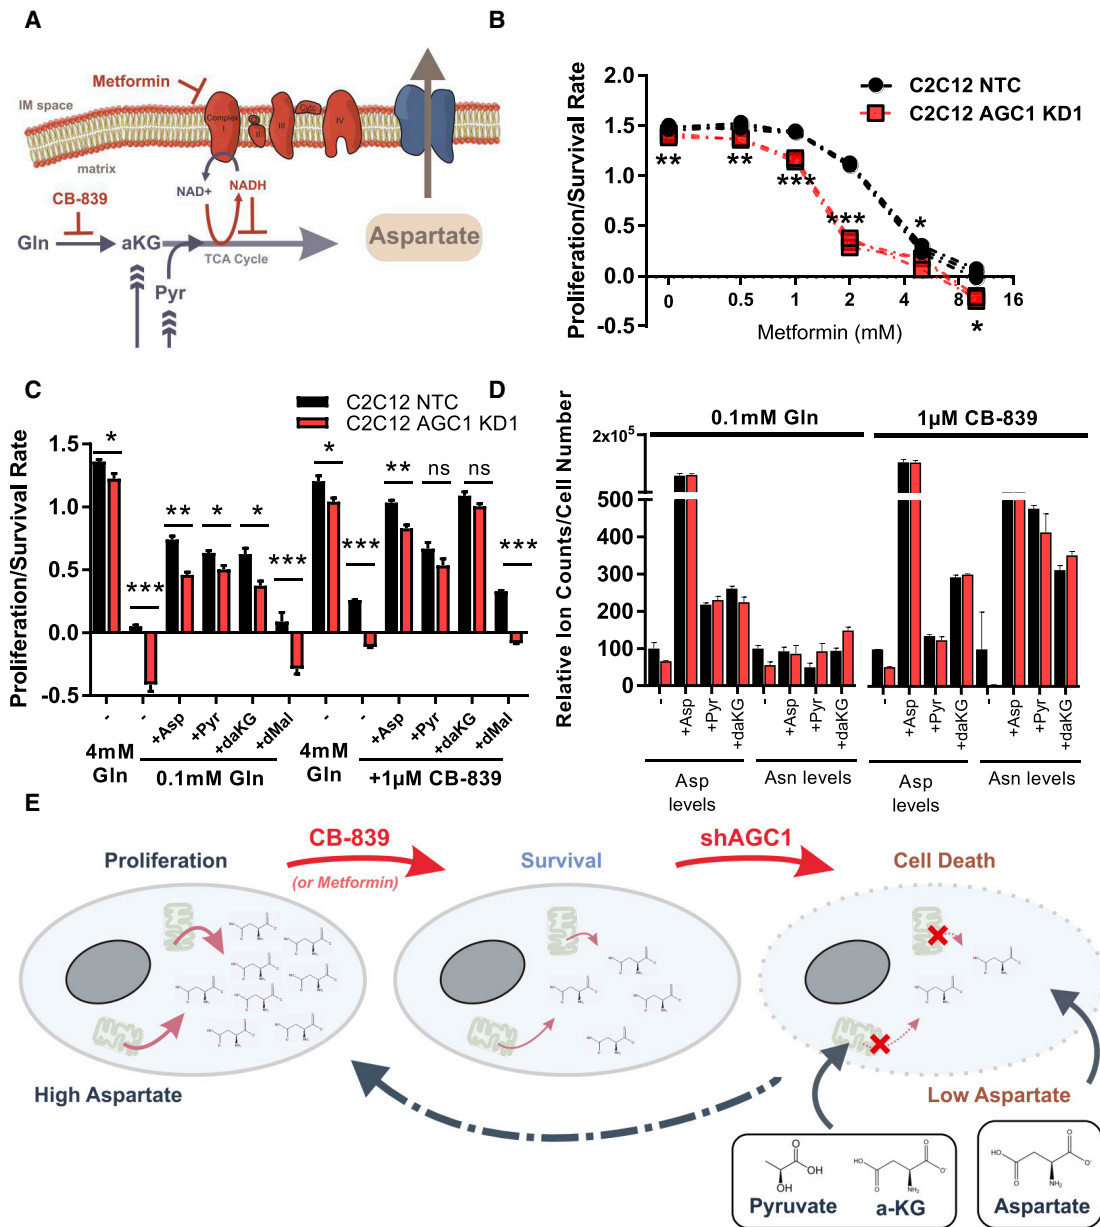 A
Metformin
IM space
Complex
I
II
III
Cytc
IV
matrix
NAD+
NADH
CB-839
Gln
aKG
TCA Cycle
Pyr
Aspartate
B
Proliferation/Survival Rate
2.0
1.5
1.0
0.5
0.0
-0.5
C2C12 NTC
C2C12 AGC1 KD1
**
**
***
***
*
*
0
0.5
1
2
4
8
16
Metformin (mM)
C
C2C12 NTC
C2C12 AGC1 KD1
Proliferation/Survival Rate
1.5
1.0
0.5
0.0
-0.5
*
***
**
*
*
***
*
***
**
ns
ns
***
-
-
+Asp
+Pyr
+daKG
+dMal
-
-
+Asp
+Pyr
+daKG
+dMal
4mM
Gln
0.1mM Gln
4mM
Gln
+1µM CB-839
D
Relative Ion Counts/Cell Number
0.1mM Gln
1µM CB-839
2x10⁵
500
400
300
200
100
0
-
+Asp
+Pyr
+daKG
-
+Asp
+Pyr
+daKG
-
+Asp
+Pyr
+daKG
-
+Asp
+Pyr
+daKG
Asp
levels
Asn levels
Asp
levels
Asn levels
E
CB-839
(or Metformin)
shAGC1
Proliferation
Survival
Cell Death
High Aspartate
Low Aspartate
O
OH
OH
Pyruvate
HO
O
O
O⁻
NH₂
a-KG
HO
O
O
O⁻
NH₂
Aspartate